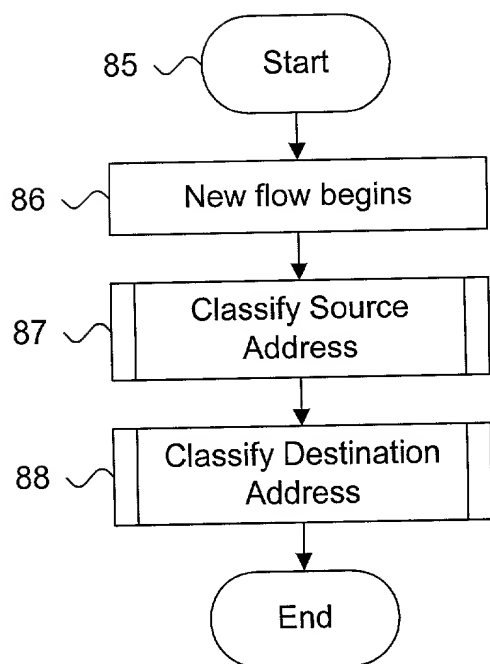 85
Start
86
New flow begins
87
Classify Source
Address
88
Classify Destination
Address
End